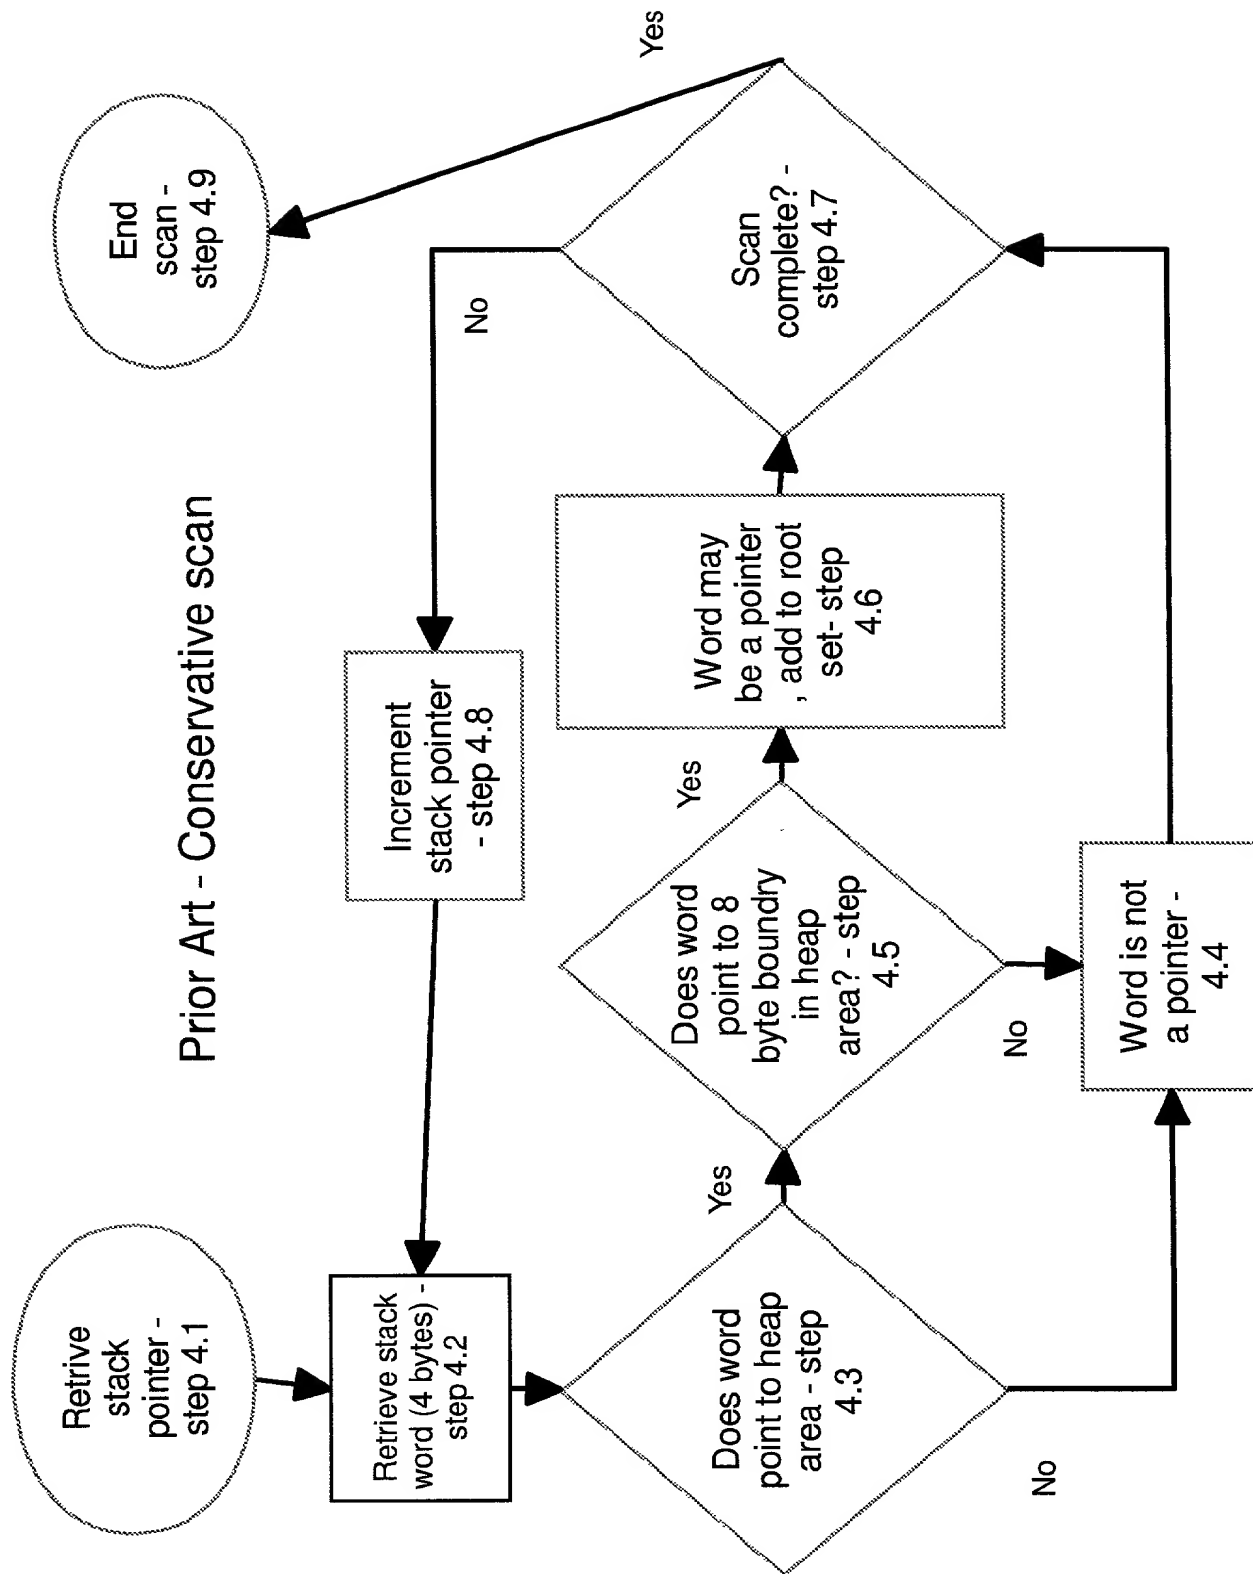 Prior Art - Conservative scan
Retrive
stack
pointer -
step 4.1
Retrieve stack
word (4 bytes) -
step 4.2
Does word
point to heap
area - step
4.3
Yes
No
Does word
point to 8
byte boundry
in heap
area? - step
4.5
Yes
No
Word is not
a pointer -
4.4
Word may
be a pointer
, add to root
set- step
4.6
Scan
complete? -
step 4.7
No
Yes
Increment
stack pointer
- step 4.8
End
scan -
step 4.9